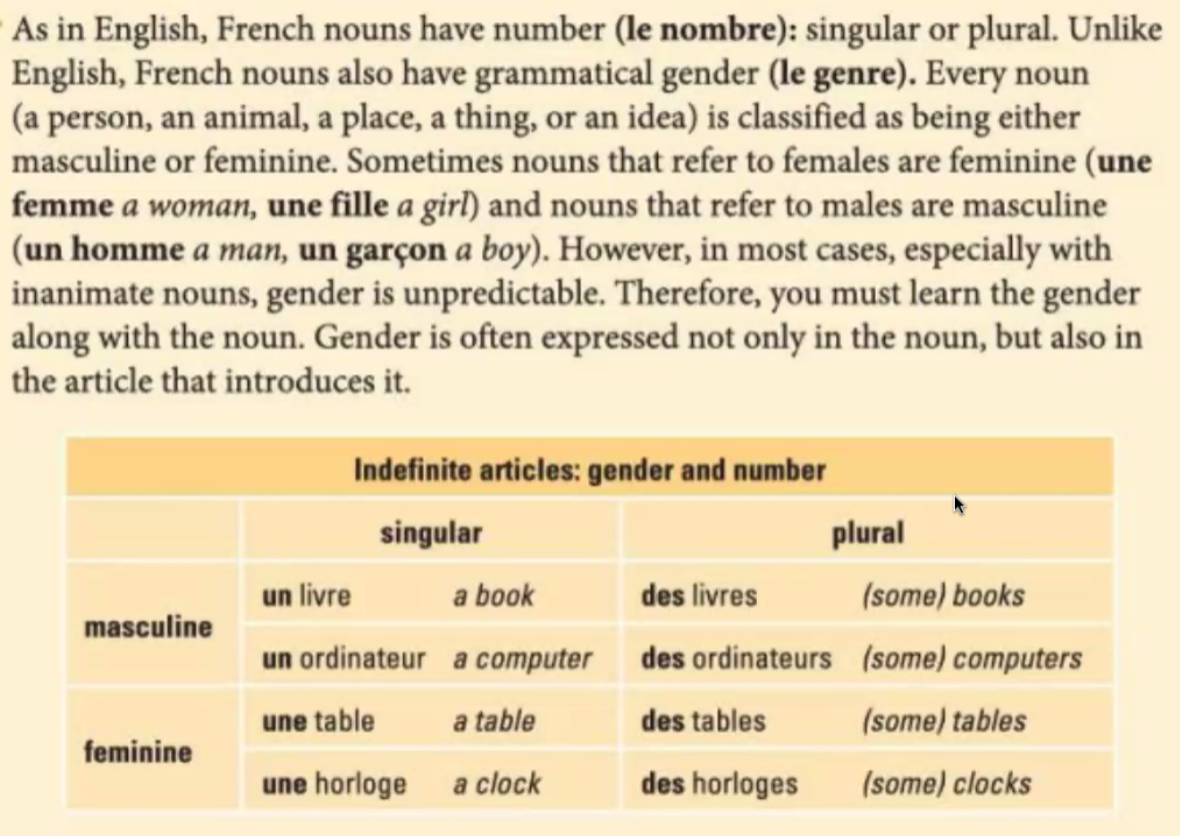 As in English, French nouns have number (le nombre): singular or plural. Unlike
English, French nouns also have grammatical gender (le genre). Every noun
(a person, an animal, a place, a thing, or an idea) is classified as being either
masculine or feminine. Sometimes nouns that refer to females are feminine (une
femme a woman, une fille a girl) and nouns that refer to males are masculine
(un homme a man, un garçon a boy). However, in most cases, especially with
inanimate nouns, gender is unpredictable. Therefore, you must learn the gender
along with the noun. Gender is often expressed not only in the noun, but also in
the article that introduces it.
Indefinite articles: gender and number
singular plural
masculine
un livre a book des livres (some) books
un ordinateur a computer des ordinateurs (some) computers
feminine
une table a table des tables (some) tables
une horloge a clock des horloges (some) clocks